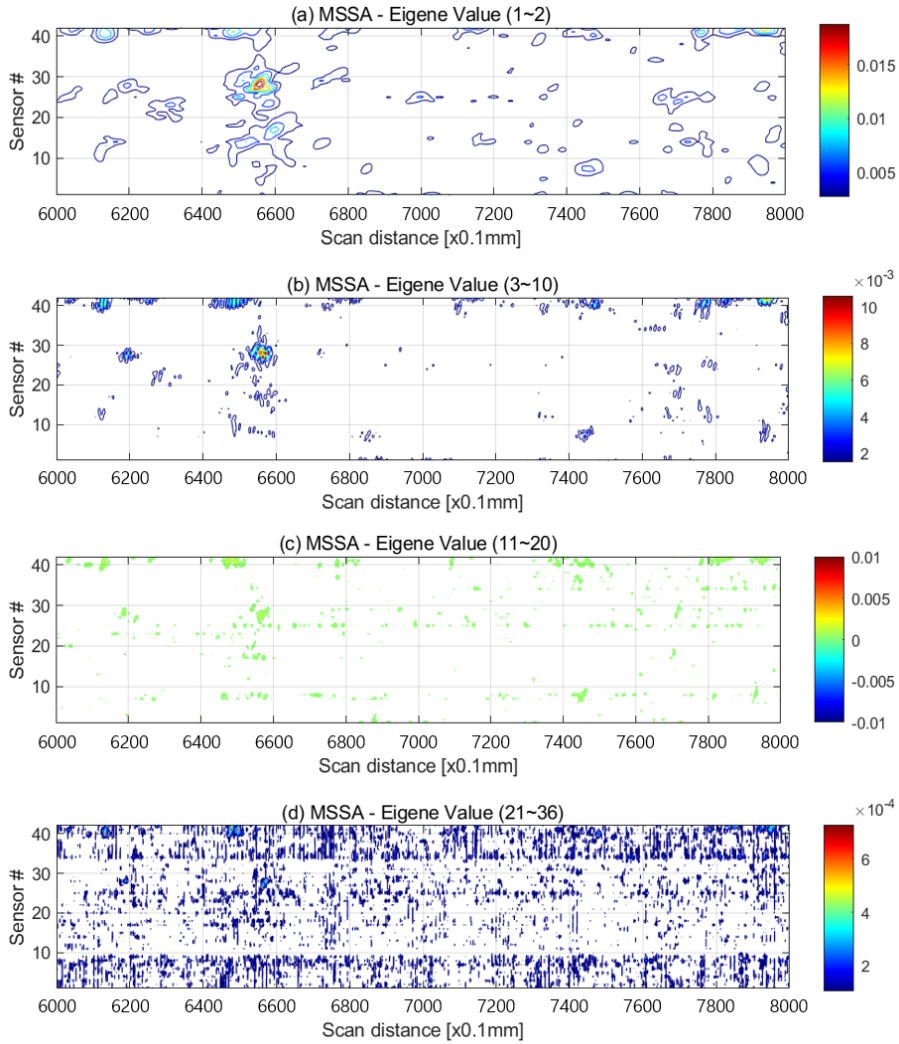 (a) MSSA - Eigene Value (1~2)
40
30
20
10
Sensor #
6000 6200 6400 6600 6800 7000 7200 7400 7600 7800 8000
Scan distance [x0.1mm]
0.015
0.01
0.005
(b) MSSA - Eigene Value (3~10)
40
30
20
10
Sensor #
6000 6200 6400 6600 6800 7000 7200 7400 7600 7800 8000
Scan distance [x0.1mm]
×10-3
10
8
6
4
2
(c) MSSA - Eigene Value (11~20)
40
30
20
10
Sensor #
6000 6200 6400 6600 6800 7000 7200 7400 7600 7800 8000
Scan distance [x0.1mm]
0.01
0.005
0
-0.005
-0.01
(d) MSSA - Eigene Value (21~36)
40
30
20
10
Sensor #
6000 6200 6400 6600 6800 7000 7200 7400 7600 7800 8000
Scan distance [x0.1mm]
×10-4
6
4
2